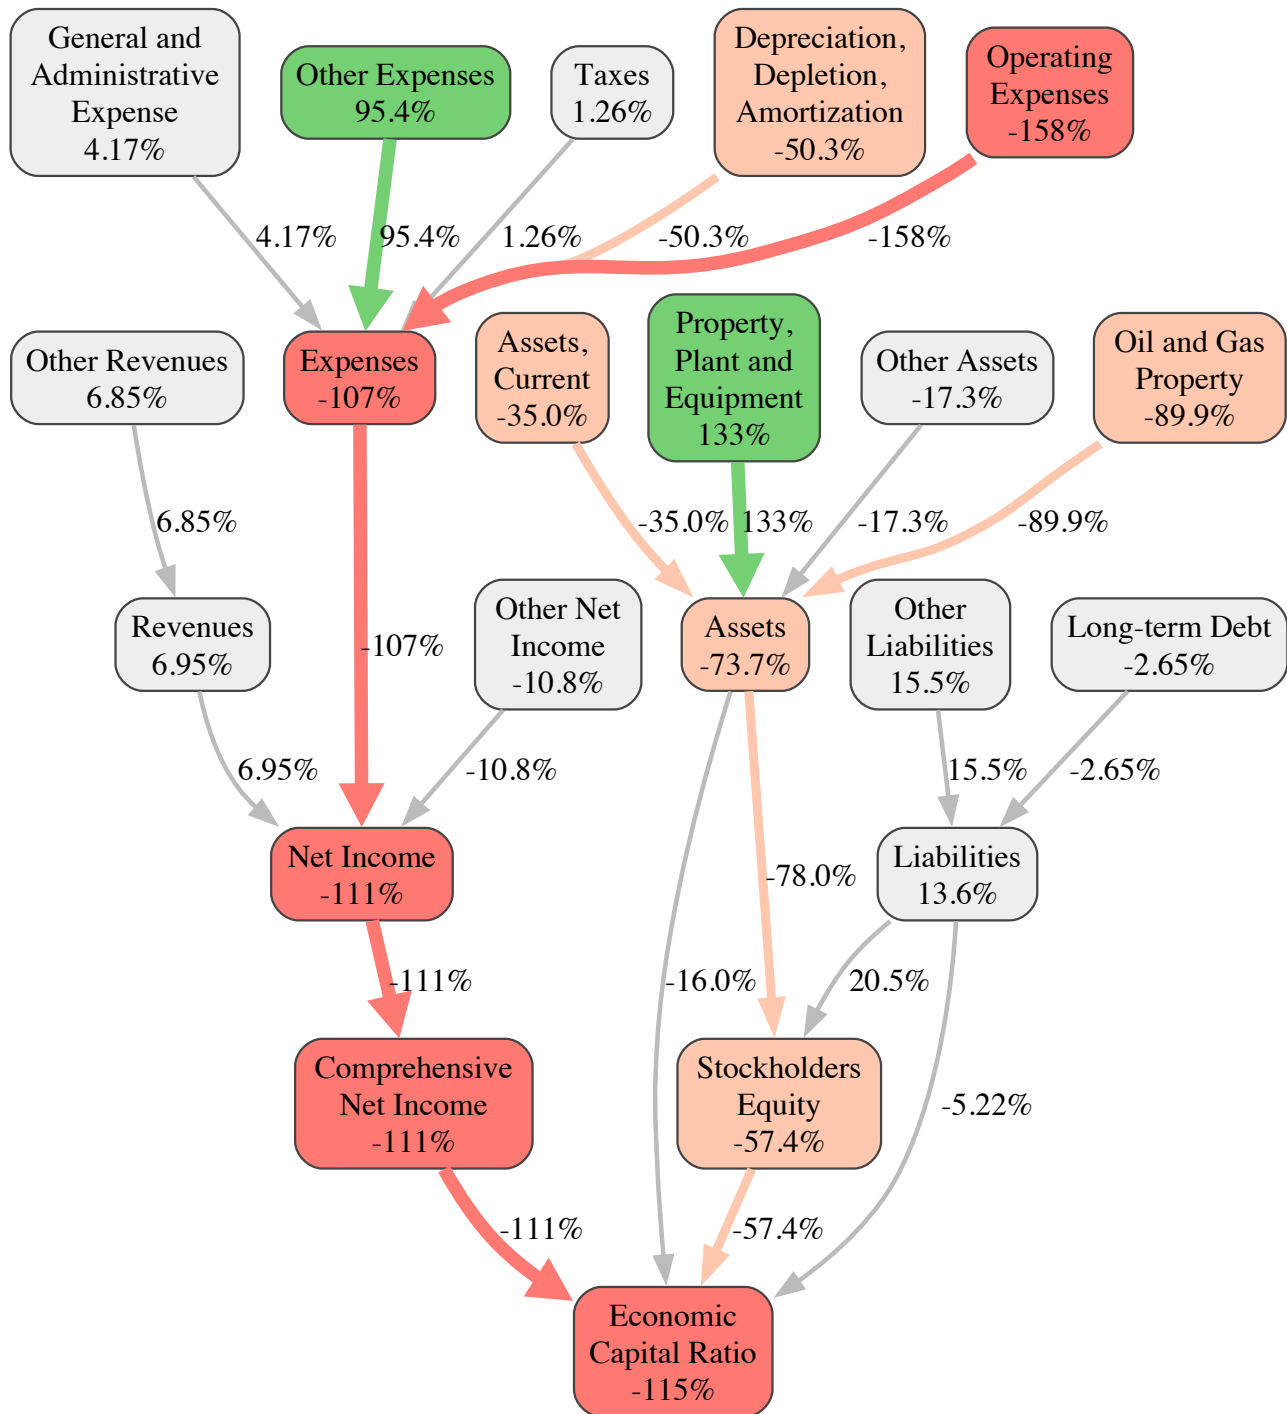 General and
Administrative
Expense
4.17%
Other Expenses
95.4%
Taxes
1.26%
Depreciation,
Depletion,
Amortization
-50.3%
Operating
Expenses
-158%
4.17%
95.4%
1.26%
-50.3%
-158%
Other Revenues
6.85%
Expenses
-107%
Assets,
Current
-35.0%
Property,
Plant and
Equipment
133%
Other Assets
-17.3%
Oil and Gas
Property
-89.9%
6.85%
-35.0%
133%
-17.3%
-89.9%
Revenues
6.95%
-107%
Other Net
Income
-10.8%
Assets
-73.7%
Other
Liabilities
15.5%
Long-term Debt
-2.65%
6.95%
-10.8%
15.5%
-2.65%
Net Income
-111%
-78.0%
Liabilities
13.6%
-111%
-16.0%
20.5%
Comprehensive
Net Income
-111%
Stockholders
Equity
-57.4%
-5.22%
-111%
-57.4%
Economic
Capital Ratio
-115%